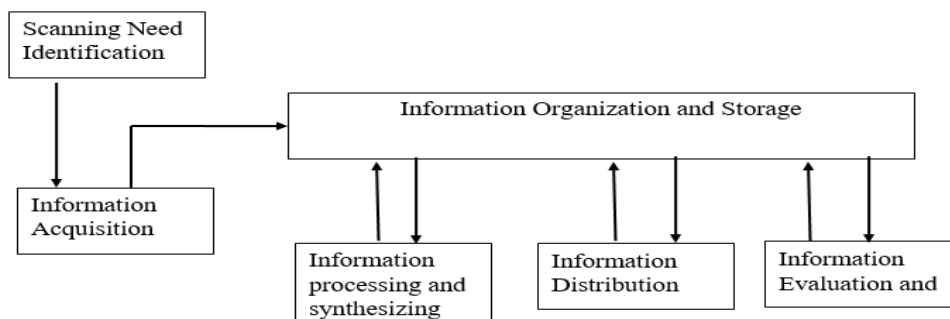 Scanning Need
Identification
Information Organization and Storage
Information
Acquisition
Information
processing and
synthesizing
Information
Distribution
Information
Evaluation and